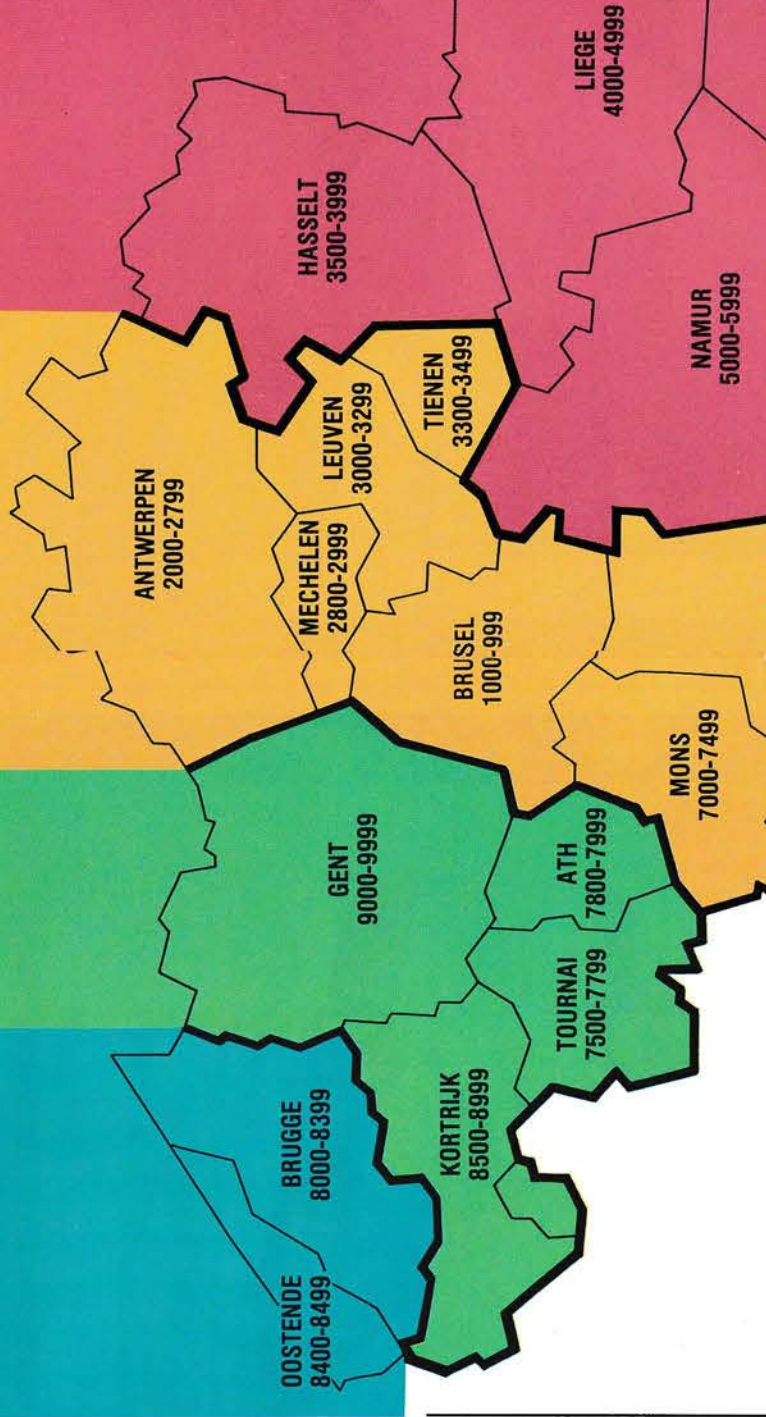 OOSTENDE
8400-8499
BRUGGE
8000-8399
KORTRIJK
8500-8999
TOURNAI
7500-7799
GENT
9000-9999
ATH
7800-7999
ANTWERPEN
2000-2799
MECHELEN
2800-2999
BRUSEL
1000-999
MONS
7000-7499
LEUVEN
3000-3299
TIENEN
3300-3499
HASSELT
3500-3999
NAMUR
5000-5999
LIEGE
4000-4999